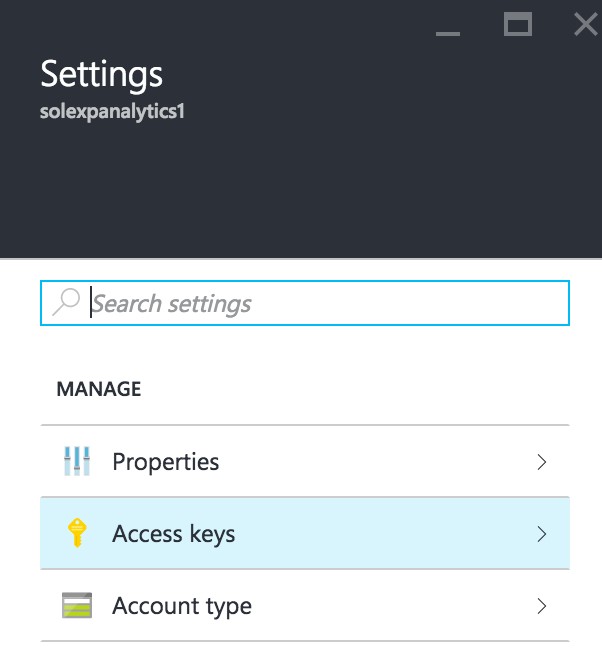 Settings
solexpanalytics1
Search settings
MANAGE
Properties
Access keys
Account type